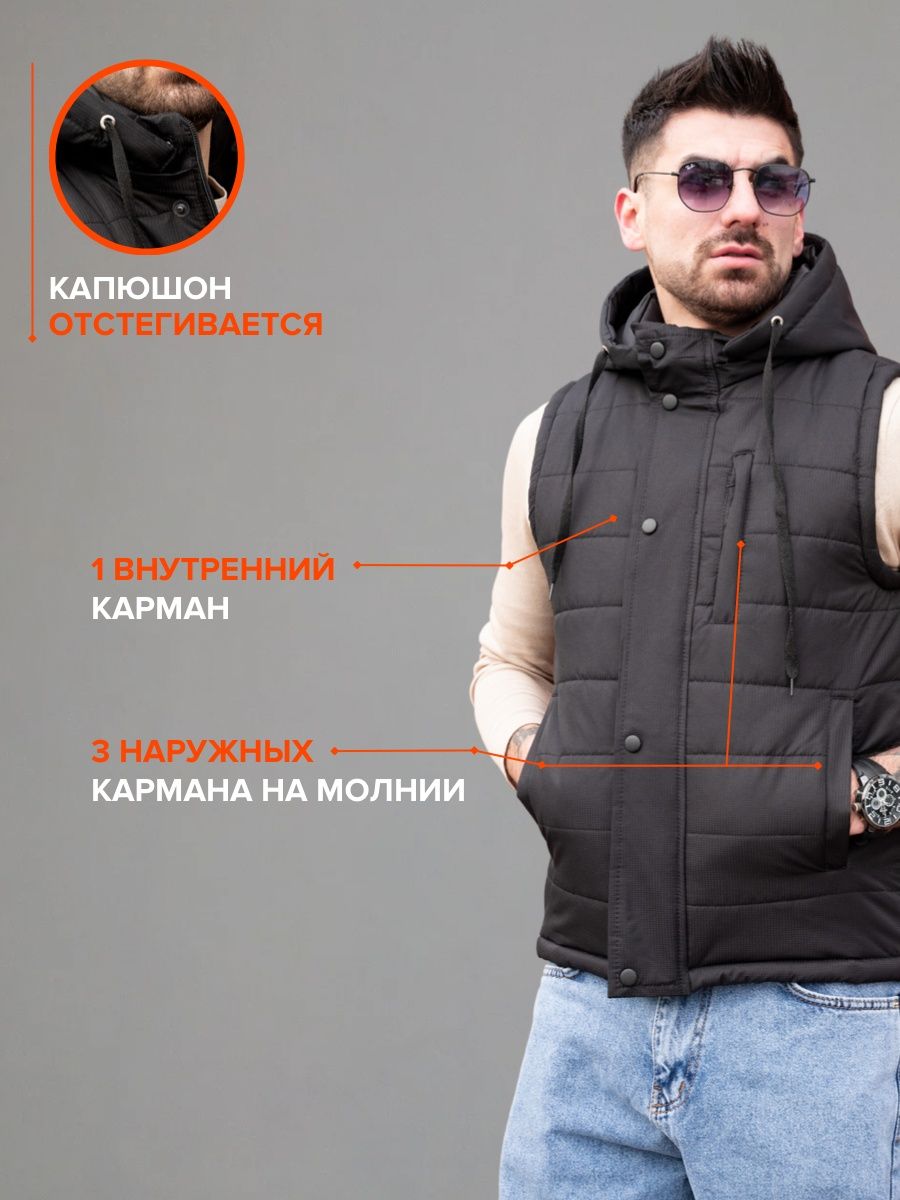 КАПЮШОН
ОТСТЕГИВАЕТСЯ
1 ВНУТРЕННИЙ
КАРМАН
3 НАРУЖНЫХ
КАРМАНА НА МОЛНИИ